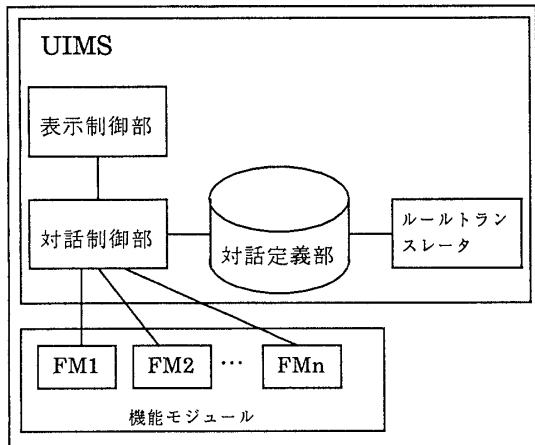 UIMS
表示制御部
対話制御部
対話定義部
ルールトラン
スレータ
FM1
FM2
…
FMn
機能モジュール